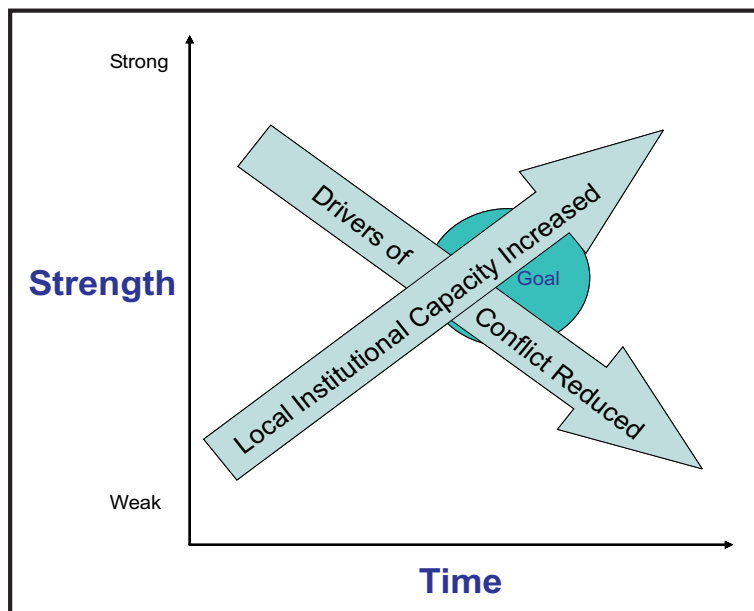 Strong
Drivers of
Local Institutional Capacity Increased
Goal
Strength
Conflict Reduced
Weak
Time